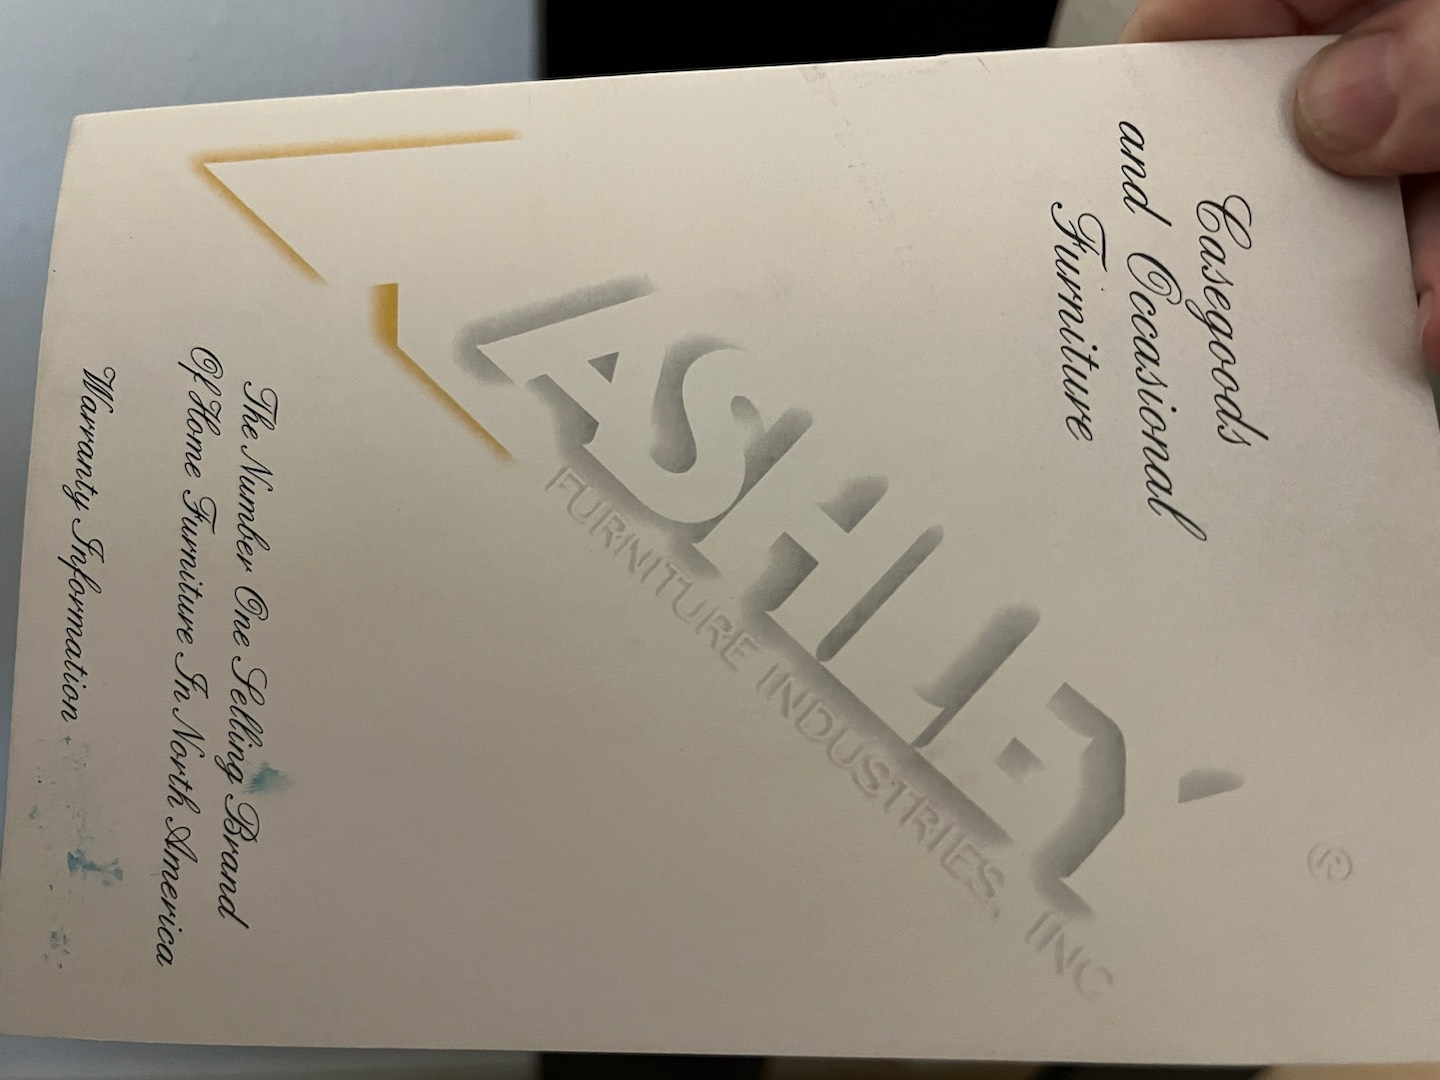 Casegoods
and Occasional
Furniture
ASHLEY®
FURNITURE INDUSTRIES, INC
The Number One Selling Brand
Of Home Furniture In North America
Warranty Information